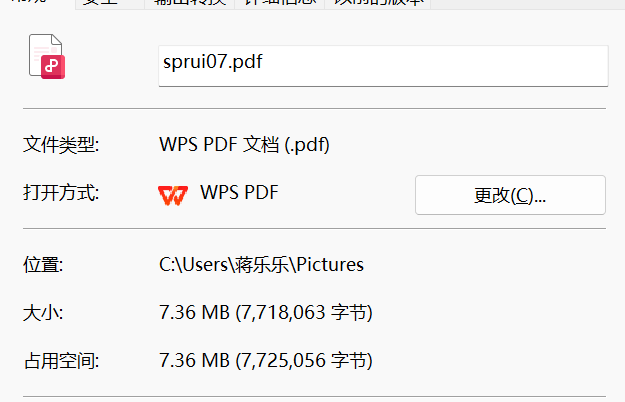 sprui07.pdf
文件类型: WPS PDF 文档 (.pdf)
打开方式: WPS PDF 更改(C)...
位置: C:\Users\蒋乐乐\Pictures
大小: 7.36 MB (7,718,063 字节)
占用空间: 7.36 MB (7,725,056 字节)